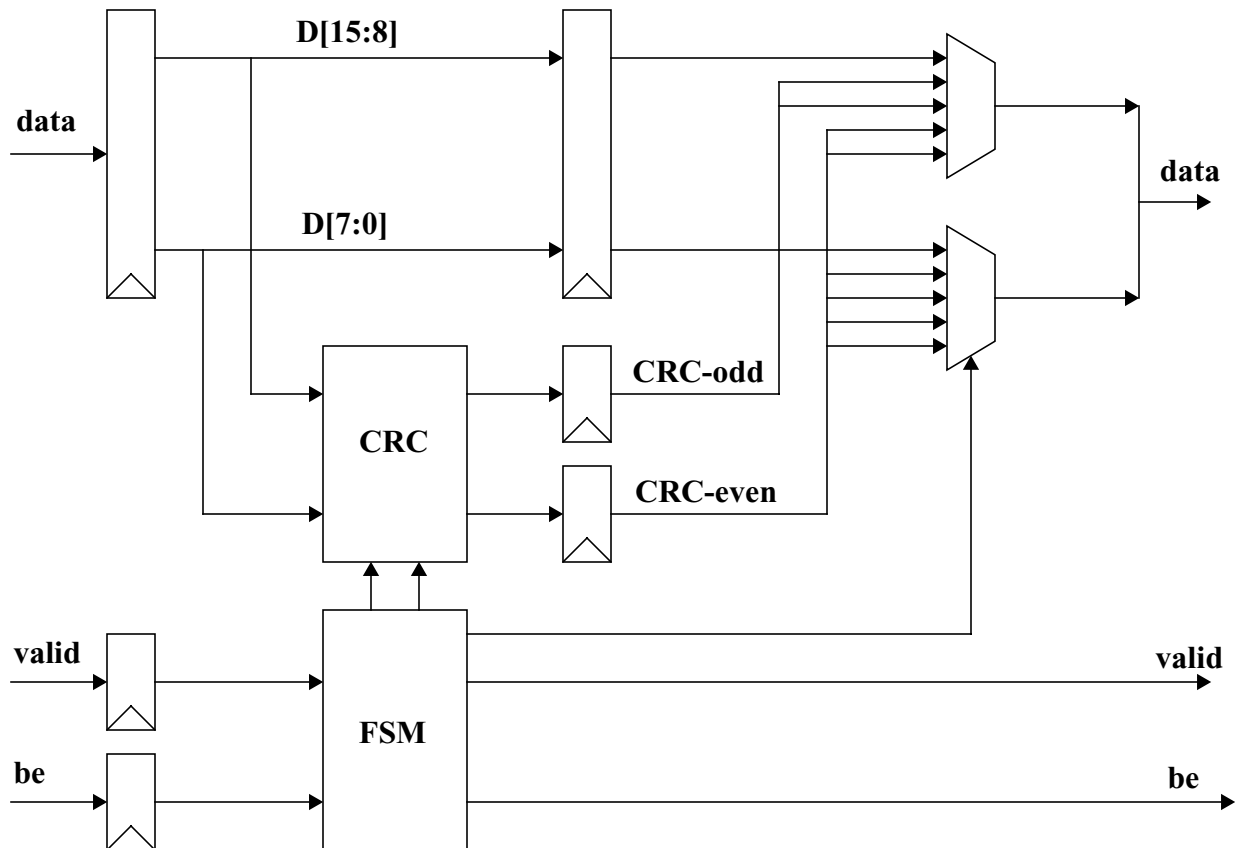 D[15:8]
data
data
D[7:0]
CRC-odd
CRC
CRC-even
valid
valid
FSM
be
be